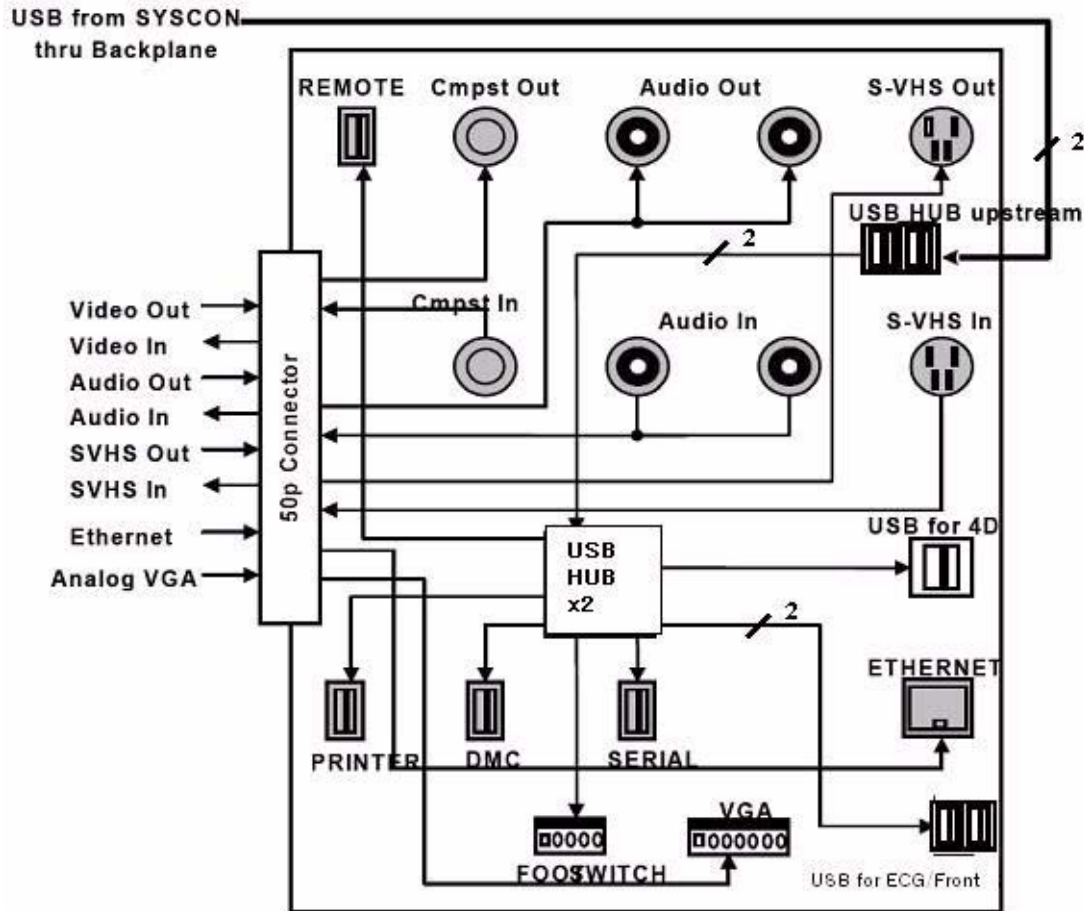 USB from SYSCON
thru Backplane
REMOTE
Cmpst Out
Audio Out
S-VHS Out
2
USB HUB upstream
2
Video Out
Video In
Audio Out
Audio In
SVHS Out
SVHS In
Ethernet
Analog VGA
50p Connector
Cmpst In
Audio In
S-VHS In
USB for 4D
USB
HUB
x2
2
ETHERNET
PRINTER
DMC
SERIAL
VGA
FOOTSWITCH
USB for ECG/Front